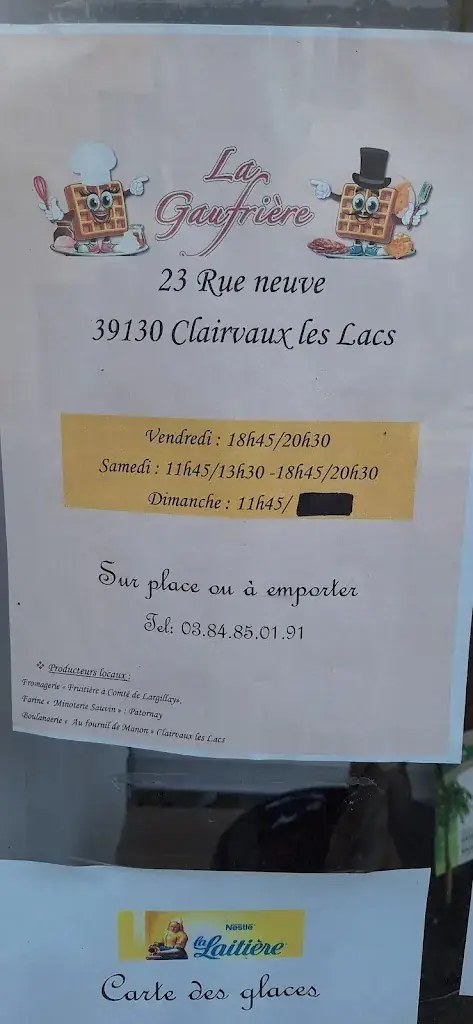 La
Gaufrière
23 Rue neuve
39130 Clairvaux les Lacs
Vendredi : 18h45/20h30
Samedi : 11h45/13h30 -18h45/20h30
Dimanche : 11h45/
Sur place ou à emporter
Tel: 03.84.85.01.91
❖ Producteurs locaux :
Fromagerie « Fruitière à Comté de Largillay».
Farine « Minoterie Sauvin » : Patornay
Boulangerie « Au fournil de Manon » Clairvaux les Lacs
Nestlé
la Laitière
Carte des glaces